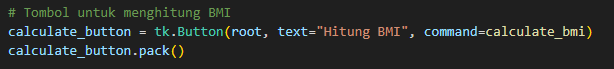 # Tombol untuk menghitung BMI
calculate_button = tk.Button(root, text="Hitung BMI", command=calculate_bmi)
calculate_button.pack()